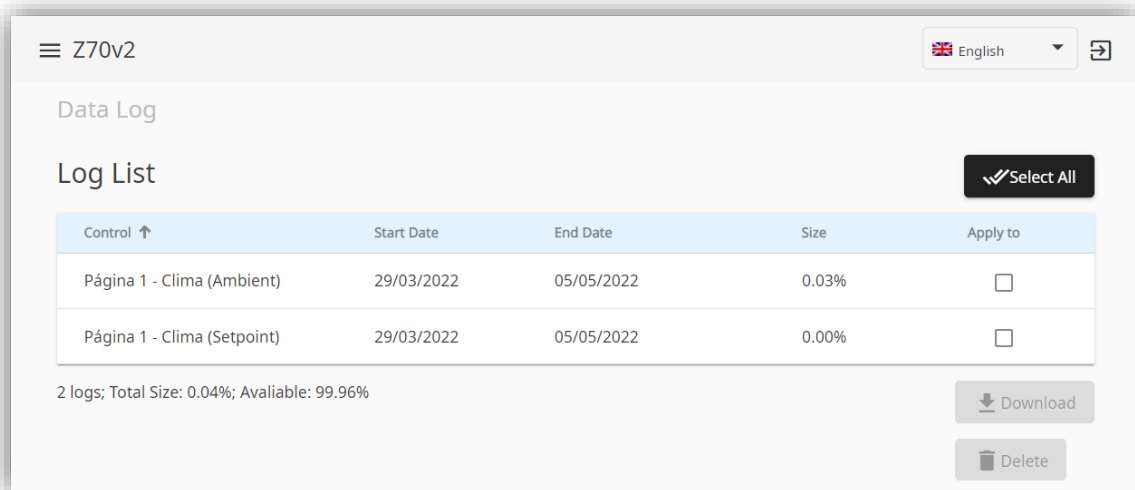 Z70v2 English
Data Log
Log List Select All
Control Start Date End Date Size Apply to
Página 1 - Clima (Ambient) 29/03/2022 05/05/2022 0.03%
Página 1 - Clima (Setpoint) 29/03/2022 05/05/2022 0.00%
2 logs; Total Size: 0.04%; Avaliable: 99.96%
Download
Delete